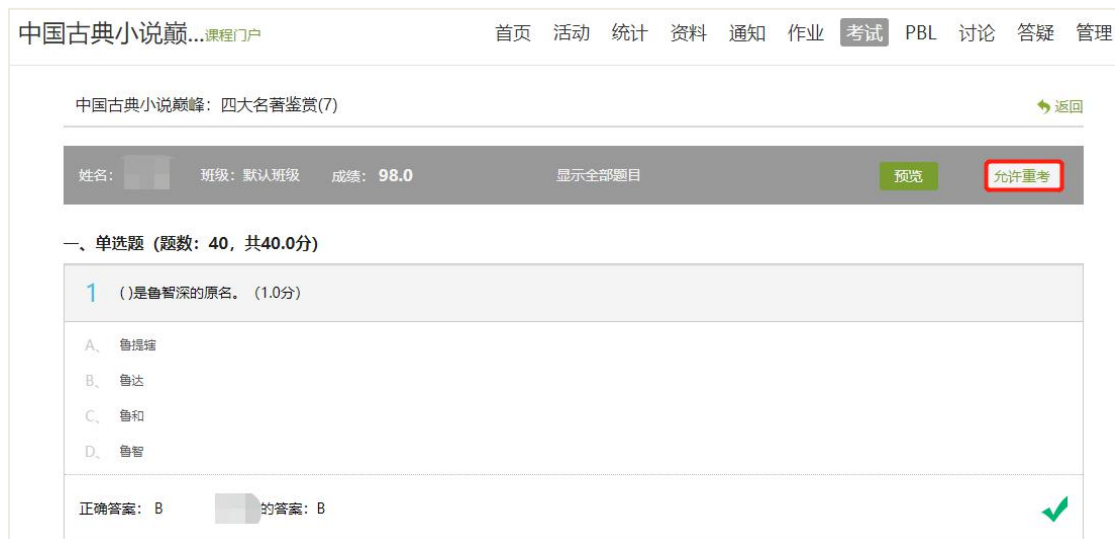 中国古典小说巅...课程门户 首页 活动 统计 资料 通知 作业 考试 PBL 讨论 答疑 管理
中国古典小说巅峰：四大名著鉴赏(7) 返回
姓名： 班级：默认班级 成绩：98.0 显示全部题目 预览 允许重考
一、单选题（题数：40，共40.0分）
1 ( )是鲁智深的原名。（1.0分）
A、 鲁提辖
B、 鲁达
C、 鲁和
D、 鲁智
正确答案： B 的答案：B